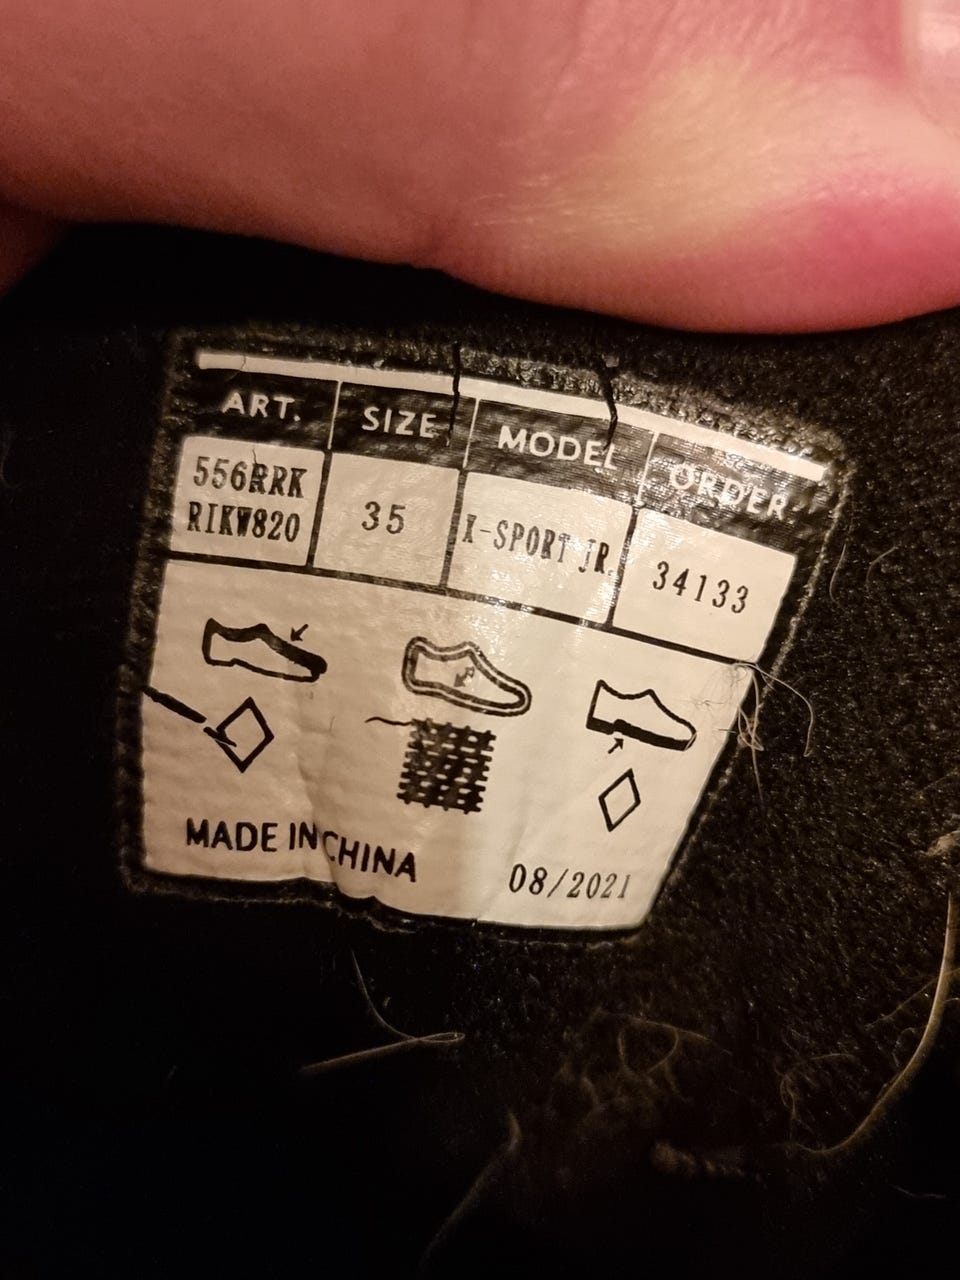 ART. SIZE MODEL ORDER
556RRK
RIKW820 35 X-SPORT JR. 34133
MADE IN CHINA
08/2021